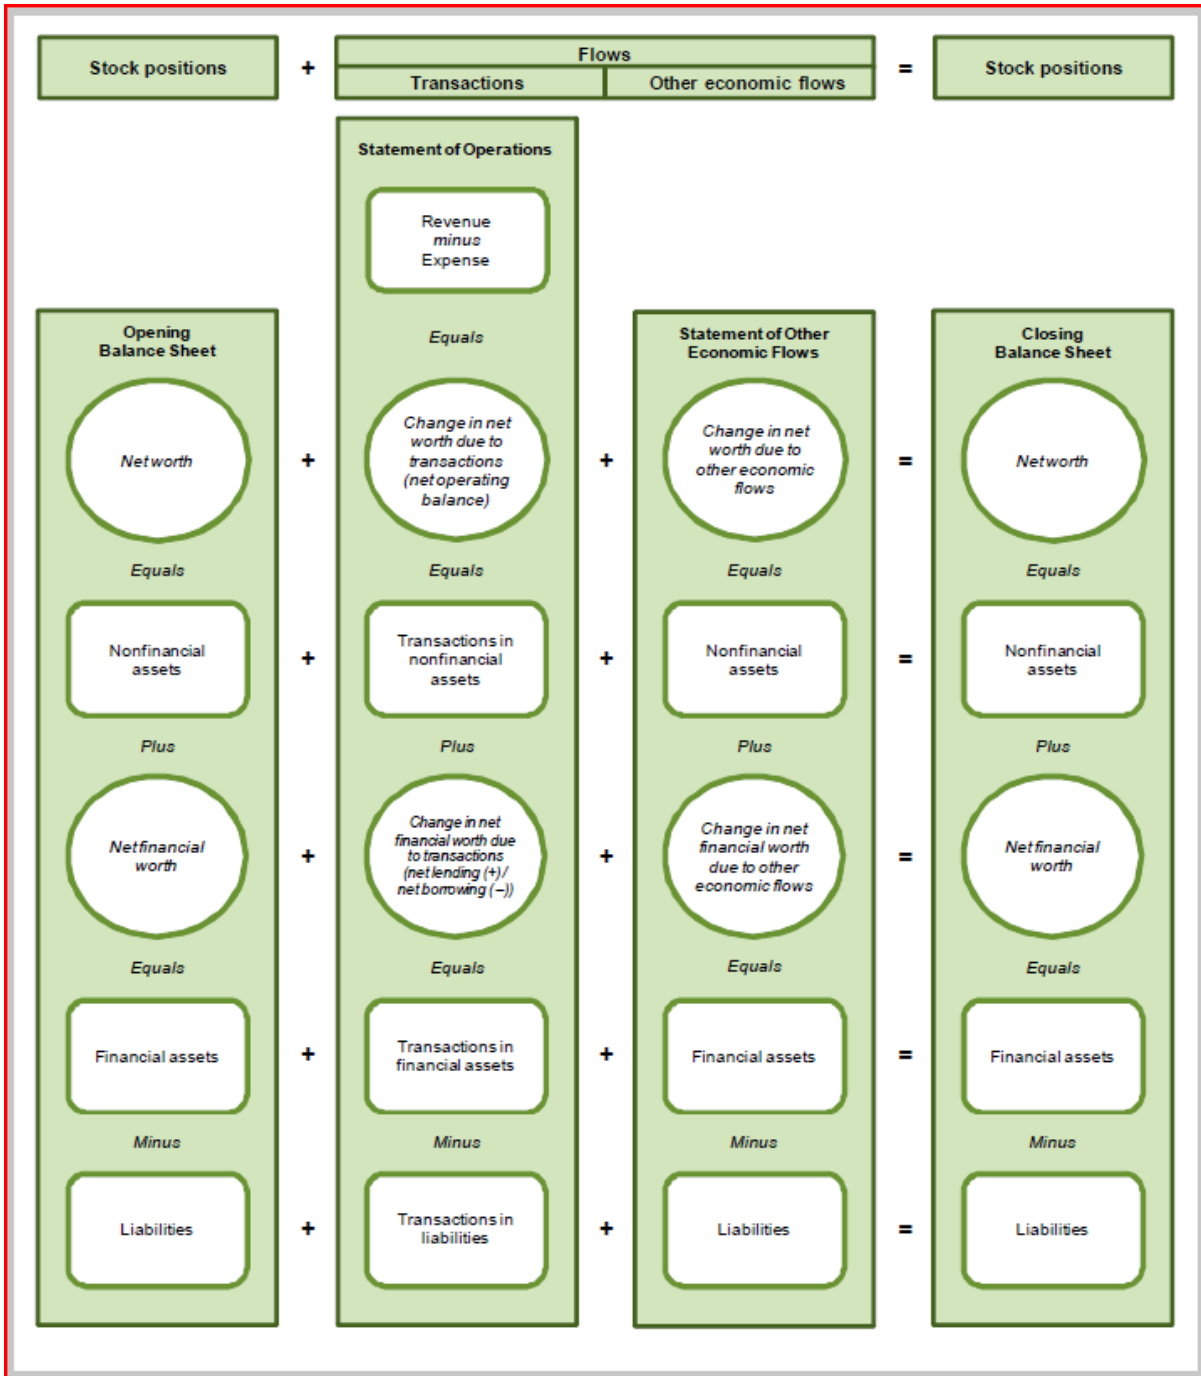 Stock positions
+
Flows
Transactions
Other economic flows
=
Stock positions
Statement of Operations
Revenue
minus
Expense
Equals
Opening
Balance Sheet
Statement of Other
Economic Flows
Closing
Balance Sheet
Net worth
+
Change in net
worth due to
transactions
(net operating
balance)
+
Change in net
worth due to
other economic
flows
=
Net worth
Equals
Equals
Equals
Equals
Nonfinancial
assets
+
Transactions in
nonfinancial
assets
+
Nonfinancial
assets
=
Nonfinancial
assets
Plus
Plus
Plus
Plus
Net financial
worth
+
Change in net
financial worth due
to transactions
(net lending (+)/
net borrowing (–))
+
Change in net
financial worth
due to other
economic flows
=
Net financial
worth
Equals
Equals
Equals
Equals
Financial assets
+
Transactions in
financial assets
+
Financial assets
=
Financial assets
Minus
Minus
Minus
Minus
Liabilities
+
Transactions in
liabilities
+
Liabilities
=
Liabilities